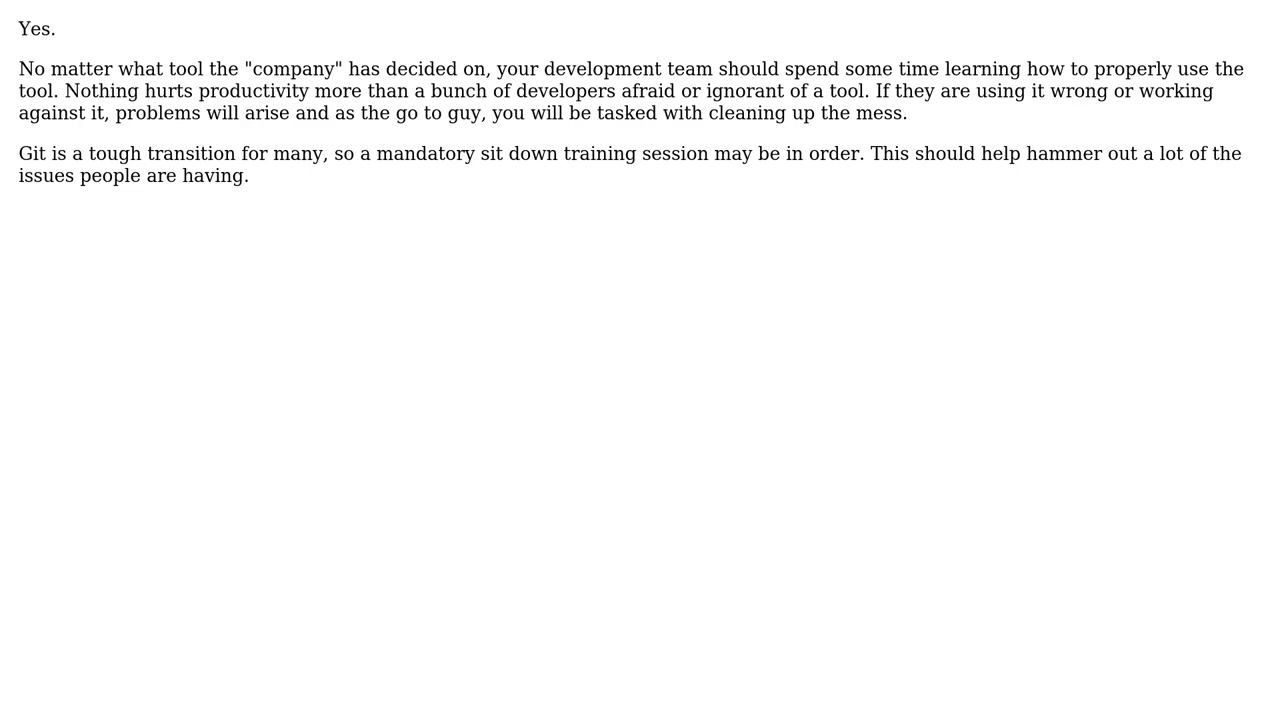 Yes.
No matter what tool the "company" has decided on, your development team should spend some time learning how to properly use the
tool. Nothing hurts productivity more than a bunch of developers afraid or ignorant of a tool. If they are using it wrong or working
against it, problems will arise and as the go to guy, you will be tasked with cleaning up the mess.
Git is a tough transition for many, so a mandatory sit down training session may be in order. This should help hammer out a lot of the
issues people are having.